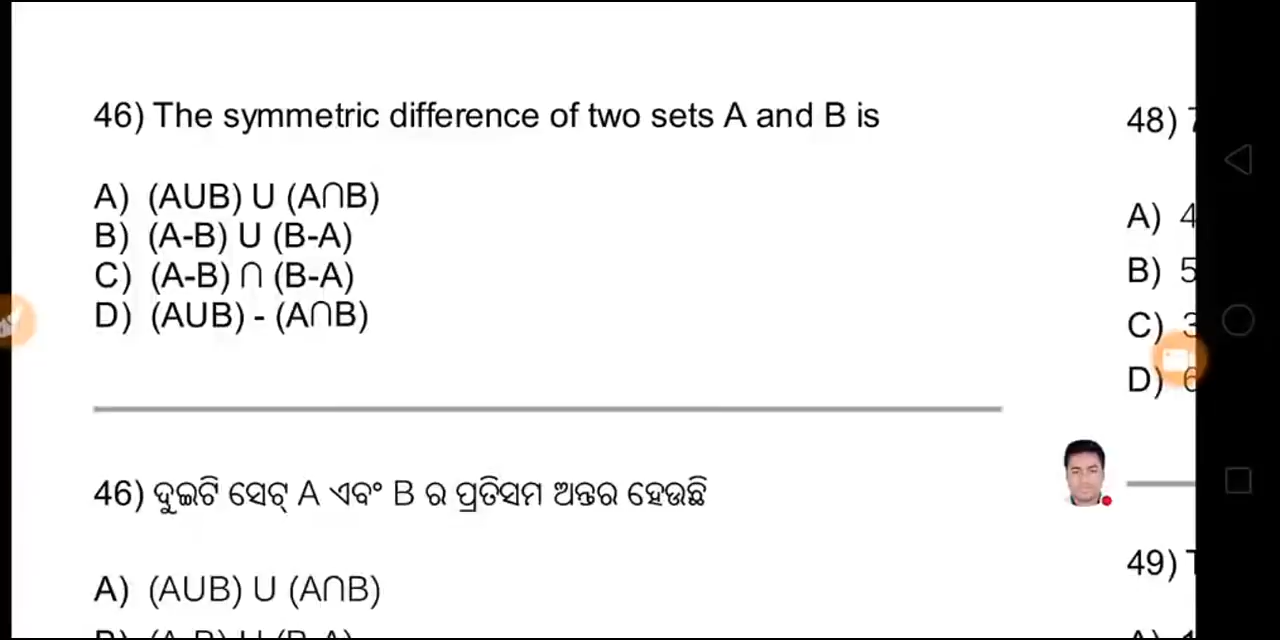 46) The symmetric difference of two sets A and B is
A) (AUB) U (A∩B)
B) (A-B) U (B-A)
C) (A-B) ∩ (B-A)
D) (AUB) - (A∩B)
46) ଦୁଇଟି ସେଟ୍ A ଏବଂ B ର ପ୍ରତିସମ ଅନ୍ତର ହେଉଛି
A) (AUB) U (A∩B)
B) (A-B) U (B-A)
48)
A) 4
B) 5
C) 3
D) 6
49)
A)